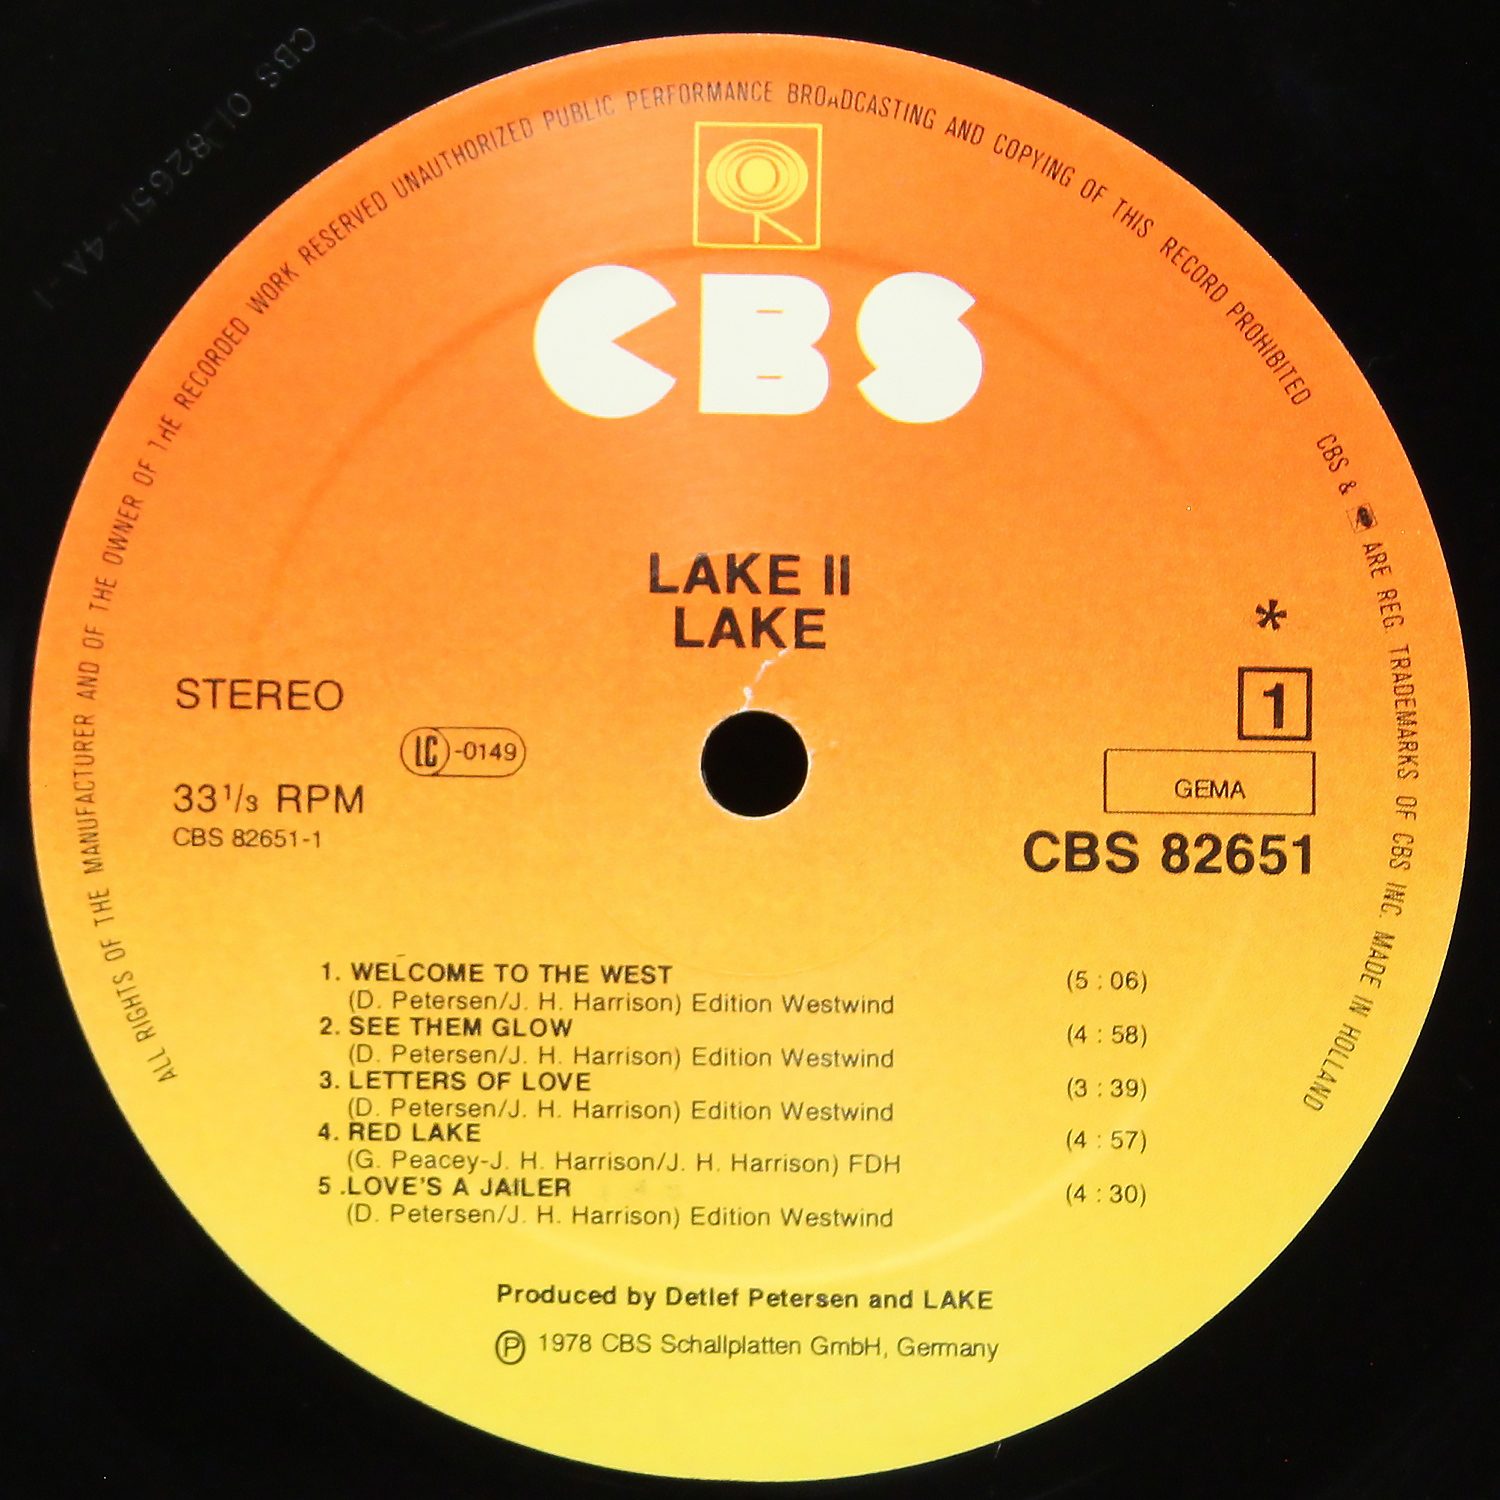 CBS 01-82651-4A-1
ALL RIGHTS OF THE MANUFACTURER AND OF THE OWNER OF THE RECORDED WORK RESERVED UNAUTHORIZED PUBLIC PERFORMANCE BROADCASTING AND COPYING OF THIS RECORD PROHIBITED CBS & ARE REG. TRADEMARKS OF CBS INC. MADE IN HOLLAND
CBS
LAKE II
LAKE
*
STEREO
1
LC-0149
GEMA
33⅓ RPM
CBS 82651-1
CBS 82651
1. WELCOME TO THE WEST (5 : 06)
(D. Petersen/J. H. Harrison) Edition Westwind
2. SEE THEM GLOW (4 : 58)
(D. Petersen/J. H. Harrison) Edition Westwind
3. LETTERS OF LOVE (3 : 39)
(D. Petersen/J. H. Harrison) Edition Westwind
4. RED LAKE (4 : 57)
(G. Peacey-J. H. Harrison/J. H. Harrison) FDH
5 .LOVE'S A JAILER (4 : 30)
(D. Petersen/J. H. Harrison) Edition Westwind
Produced by Detlef Petersen and LAKE
Ⓟ 1978 CBS Schallplatten GmbH, Germany